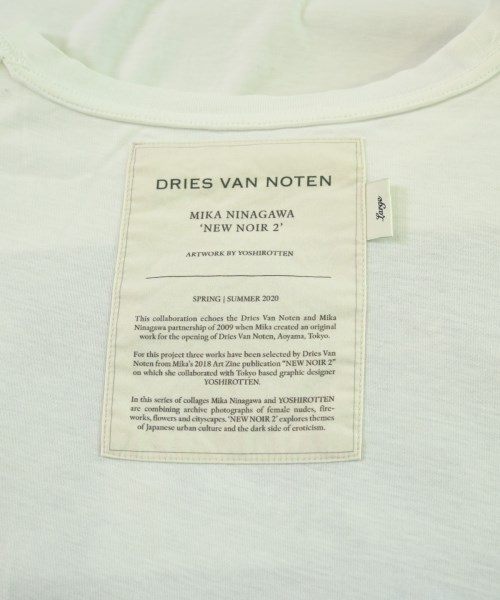 DRIES VAN NOTEN
MIKA NINAGAWA
'NEW NOIR 2'
ARTWORK BY YOSHIROTTEN
SPRING | SUMMER 2020
This collaboration echoes the Dries Van Noten and Mika
Ninagawa partnership of 2009 when Mika created an original
work for the opening of Dries Van Noten, Aoyama, Tokyo.
For this project three works have been selected by Dries Van
Noten from Mika's 2018 Art Zine publication "NEW NOIR 2"
on which she collaborated with Tokyo based graphic designer
YOSHIROTTEN.
In this series of collages Mika Ninagawa and YOSHIROTTEN
are combining archive photographs of female nudes, fire-
works, flowers and cityscapes. 'NEW NOIR 2' explores themes
of Japanese urban culture and the dark side of eroticism.
Large